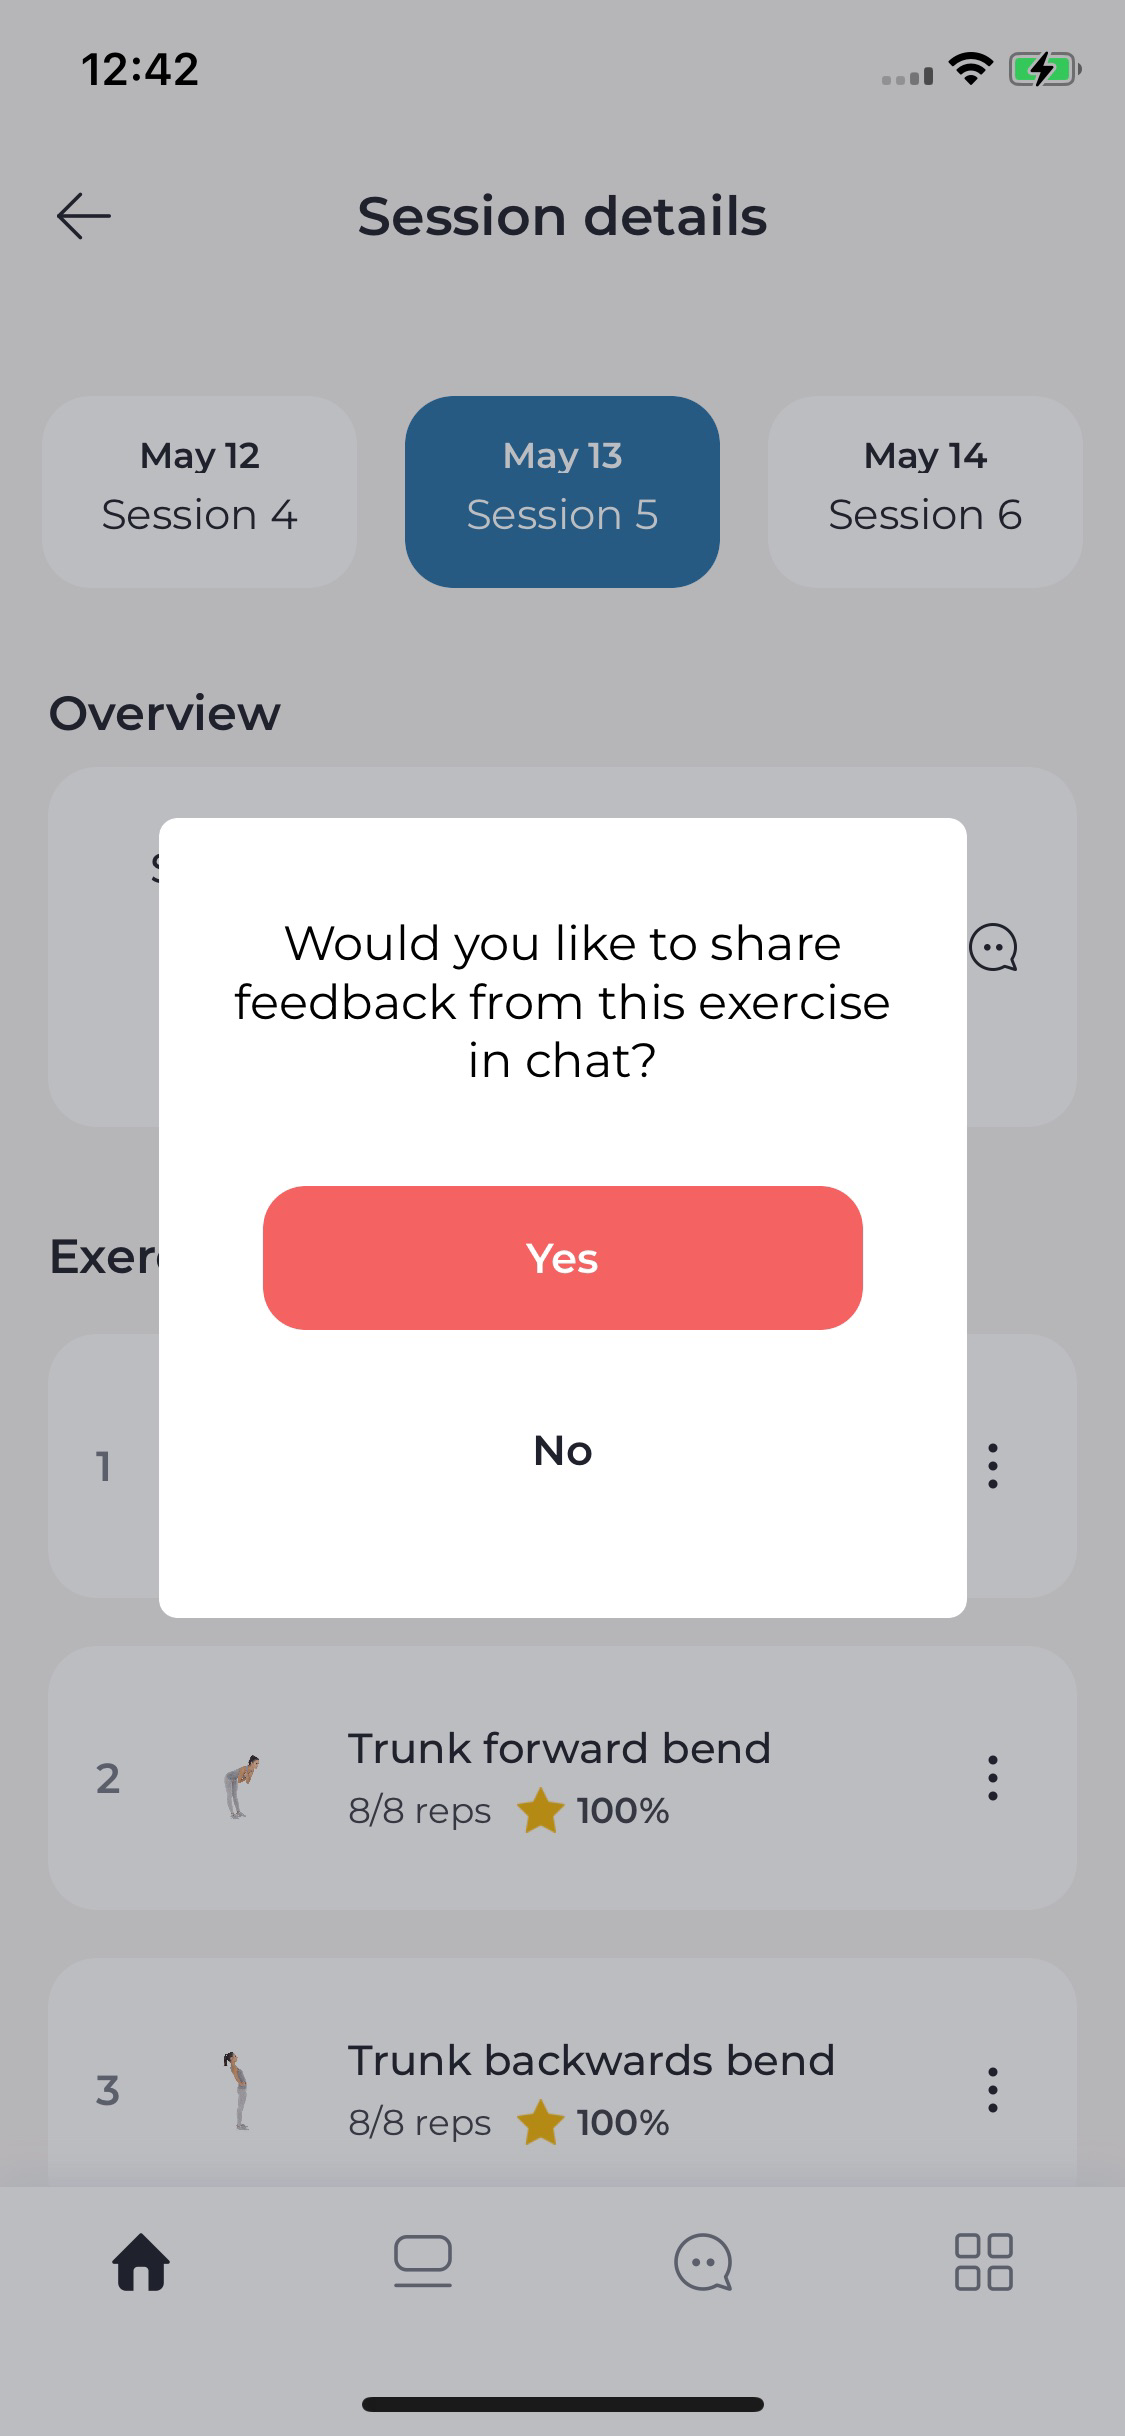 12:42
Session details
May 12
Session 4
May 13
Session 5
May 14
Session 6
Overview
Would you like to share
feedback from this exercise
in chat?
Yes
No
1
2
Trunk forward bend
8/8 reps 100%
3
Trunk backwards bend
8/8 reps 100%